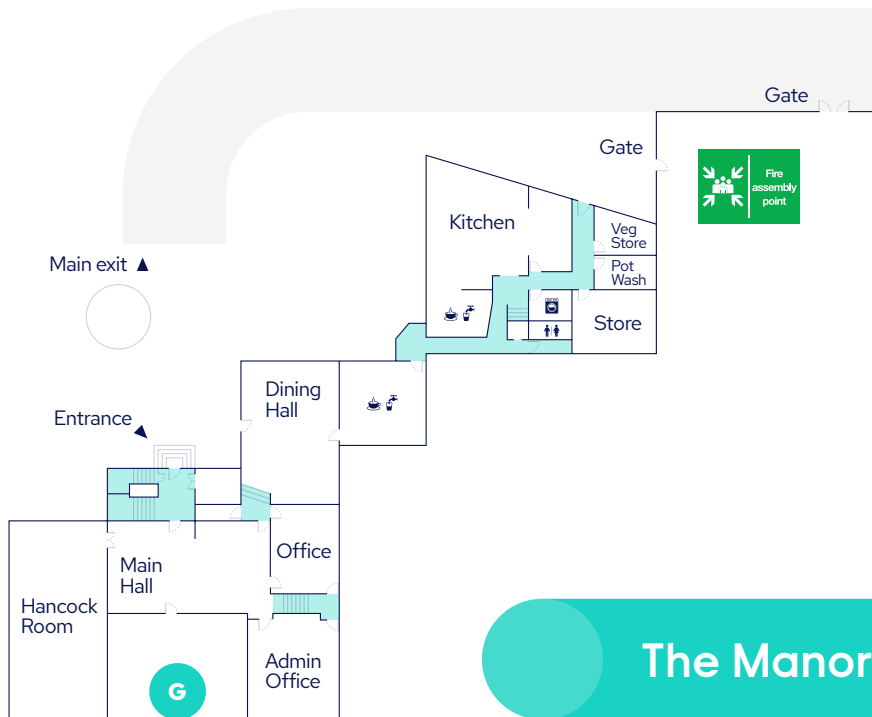 Gate
Gate
Fire
assembly
point
Kitchen
Veg
Store
Pot
Wash
Main exit
Store
Dining
Hall
Entrance
Office
Main
Hall
Hancock
Room
Admin
Office
G
The Manor